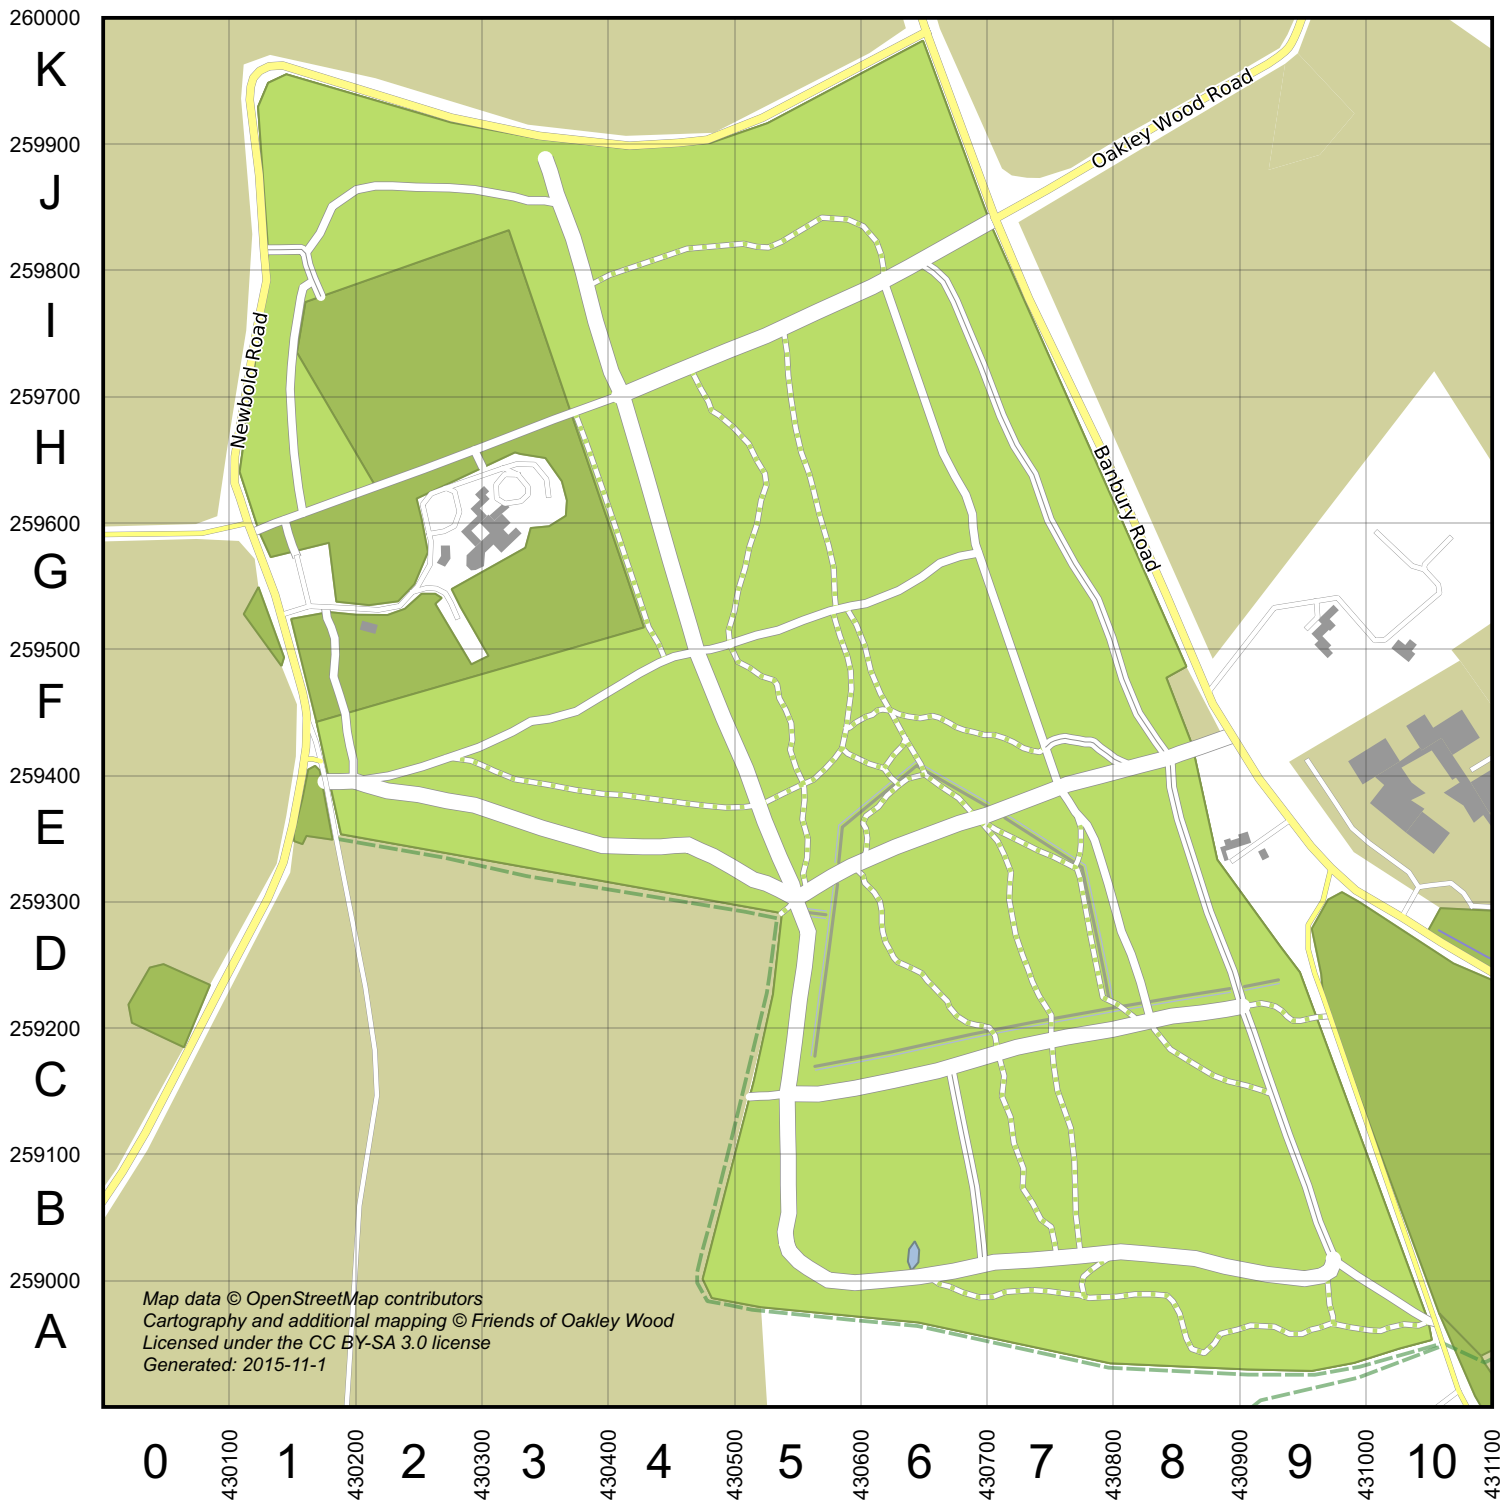 260000
K
Oakley Wood Road
259900
J
259800
I
Newbold Road
259700
H
Banbury Road
259600
G
259500
F
259400
E
259300
D
259200
C
259100
B
259000
Map data © OpenStreetMap contributors
Cartography and additional mapping © Friends of Oakley Wood
Licensed under the CC BY-SA 3.0 license
Generated: 2015-11-1
A
0 430100 1 430200 2 430300 3 430400 4 430500 5 430600 6 430700 7 430800 8 430900 9 431000 10 431100